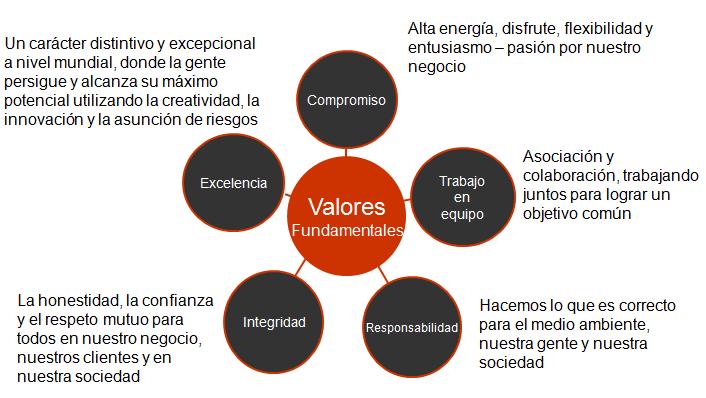 Alta energía, disfrute, flexibilidad y
entusiasmo – pasión por nuestro
negocio
Un carácter distintivo y excepcional
a nivel mundial, donde la gente
persigue y alcanza su máximo
potencial utilizando la creatividad, la
innovación y la asunción de riesgos
Compromiso
Excelencia
Trabajo
en
equipo
Asociación y
colaboración, trabajando
juntos para lograr un
objetivo común
Valores
Fundamentales
La honestidad, la confianza
y el respeto mutuo para
todos en nuestro negocio,
nuestros clientes y en
nuestra sociedad
Integridad
Responsabilidad
Hacemos lo que es correcto
para el medio ambiente,
nuestra gente y nuestra
sociedad